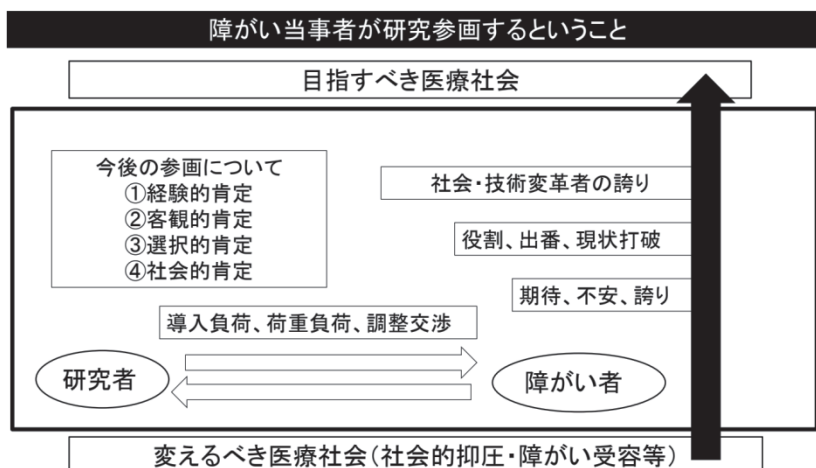 障がい当事者が研究参画するということ
目指すべき医療社会
今後の参画について
①経験的肯定
②客観的肯定
③選択的肯定
④社会的肯定
社会・技術変革者の誇り
役割、出番、現状打破
期待、不安、誇り
導入負荷、荷重負荷、調整交渉
研究者
障がい者
変えるべき医療社会(社会的抑圧・障がい受容等)